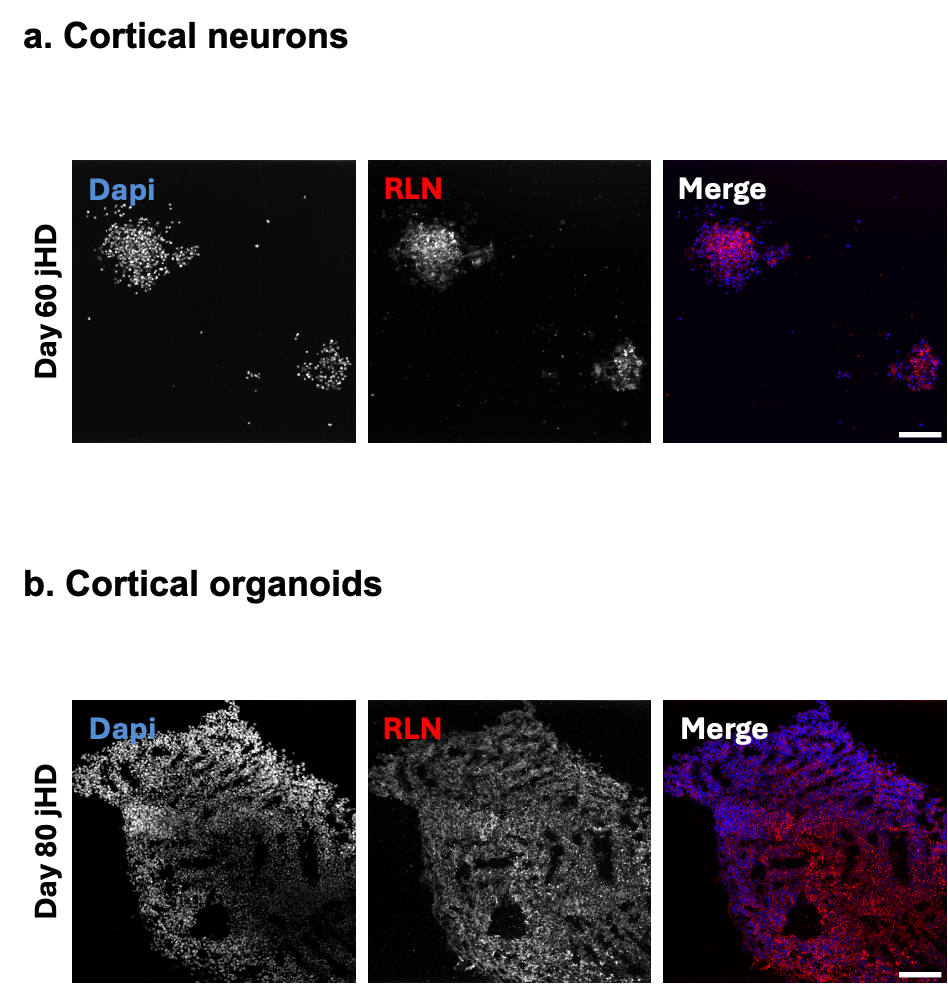 a. Cortical neurons
Day 60 jHD
Dapi
RLN
Merge
b. Cortical organoids
Day 80 jHD
Dapi
RLN
Merge